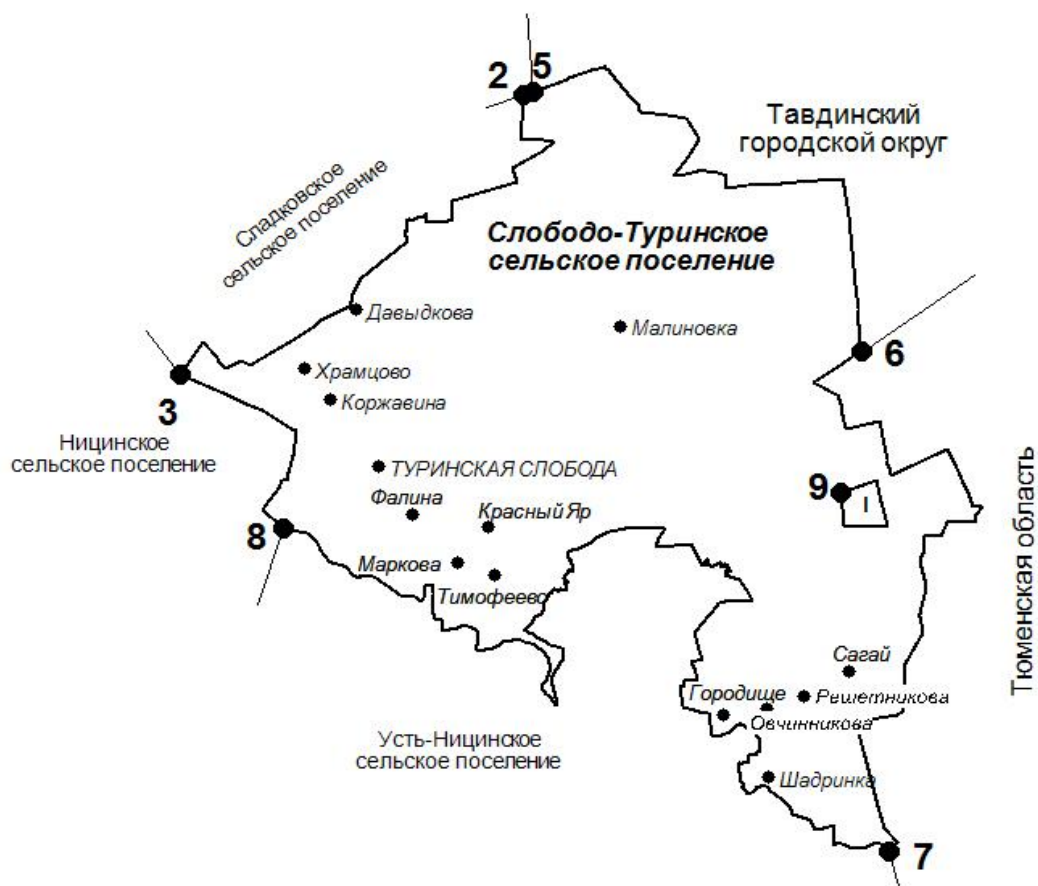 2 5
Тавдинский
городской округ
Сладковское
сельское поселение
Слободо-Туринское
сельское поселение
Давыдкова
Малиновка
6
Храмцово
3
Коржавина
Ницинское
сельское поселение
ТУРИНСКАЯ СЛОБОДА
Фалина
9
I
Красный Яр
8
Маркова
Тимофеево
Тюменская область
Сагай
Городище
Решетникова
Овчинникова
Усть-Ницинское
сельское поселение
Шадринка
7